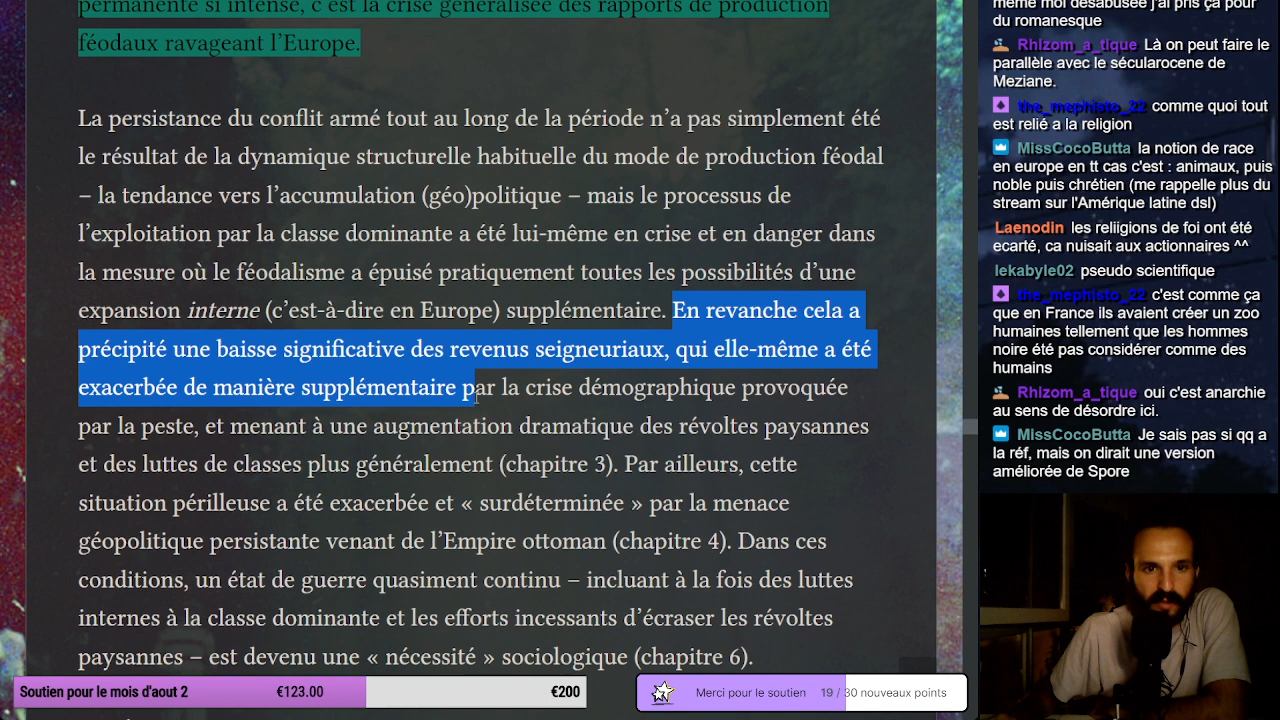 permanente si intense, c'est la crise généralisée des rapports de production
féodaux ravageant l'Europe.
La persistance du conflit armé tout au long de la période n'a pas simplement été
le résultat de la dynamique structurelle habituelle du mode de production féodal
– la tendance vers l'accumulation (géo)politique – mais le processus de
l'exploitation par la classe dominante a été lui-même en crise et en danger dans
la mesure où le féodalisme a épuisé pratiquement toutes les possibilités d'une
expansion interne (c'est-à-dire en Europe) supplémentaire. En revanche cela a
précipité une baisse significative des revenus seigneuriaux, qui elle-même a été
exacerbée de manière supplémentaire par la crise démographique provoquée
par la peste, et menant à une augmentation dramatique des révoltes paysannes
et des luttes de classes plus généralement (chapitre 3). Par ailleurs, cette
situation périlleuse a été exacerbée et « surdéterminée » par la menace
géopolitique persistante venant de l'Empire ottoman (chapitre 4). Dans ces
conditions, un état de guerre quasiment continu – incluant à la fois des luttes
internes à la classe dominante et les efforts incessants d'écraser les révoltes
paysannes – est devenu une « nécessité » sociologique (chapitre 6).
Soutien pour le mois d'aout 2 €123.00 €200
Merci pour le soutien 19 / 30 nouveaux points
même moi désabusée j'ai pris ça pour
du romanesque
Rhizom_a_tique Là on peut faire le
parallèle avec le sécularocene de
Meziane.
the_mephisto_22 comme quoi tout
est relié a la religion
MissCocoButta la notion de race
en europe en tt cas c'est : animaux, puis
noble puis chrétien (me rappelle plus du
stream sur l'Amérique latine dsl)
Laenodin les reliigions de foi ont été
ecarté, ca nuisait aux actionnaires ^^
lekabyle02 pseudo scientifique
the_mephisto_22 c'est comme ça
que en France ils avaient créer un zoo
humaines tellement que les hommes
noire été pas considérer comme des
humains
Rhizom_a_tique oui c'est anarchie
au sens de désordre ici.
MissCocoButta Je sais pas si qq a
la réf, mais on dirait une version
améliorée de Spore